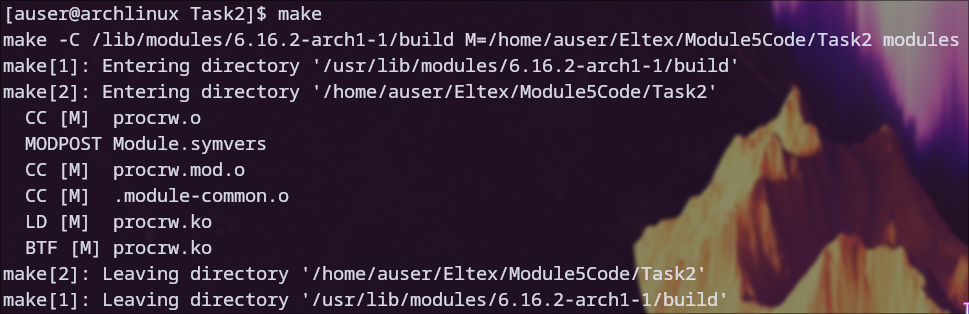 [auser@archlinux Task2]$ make
make -C /lib/modules/6.16.2-arch1-1/build M=/home/auser/Eltex/Module5Code/Task2 modules
make[1]: Entering directory '/usr/lib/modules/6.16.2-arch1-1/build'
make[2]: Entering directory '/home/auser/Eltex/Module5Code/Task2'
  CC [M]  procrw.o
  MODPOST Module.symvers
  CC [M]  procrw.mod.o
  CC [M]  .module-common.o
  LD [M]  procrw.ko
  BTF [M] procrw.ko
make[2]: Leaving directory '/home/auser/Eltex/Module5Code/Task2'
make[1]: Leaving directory '/usr/lib/modules/6.16.2-arch1-1/build'